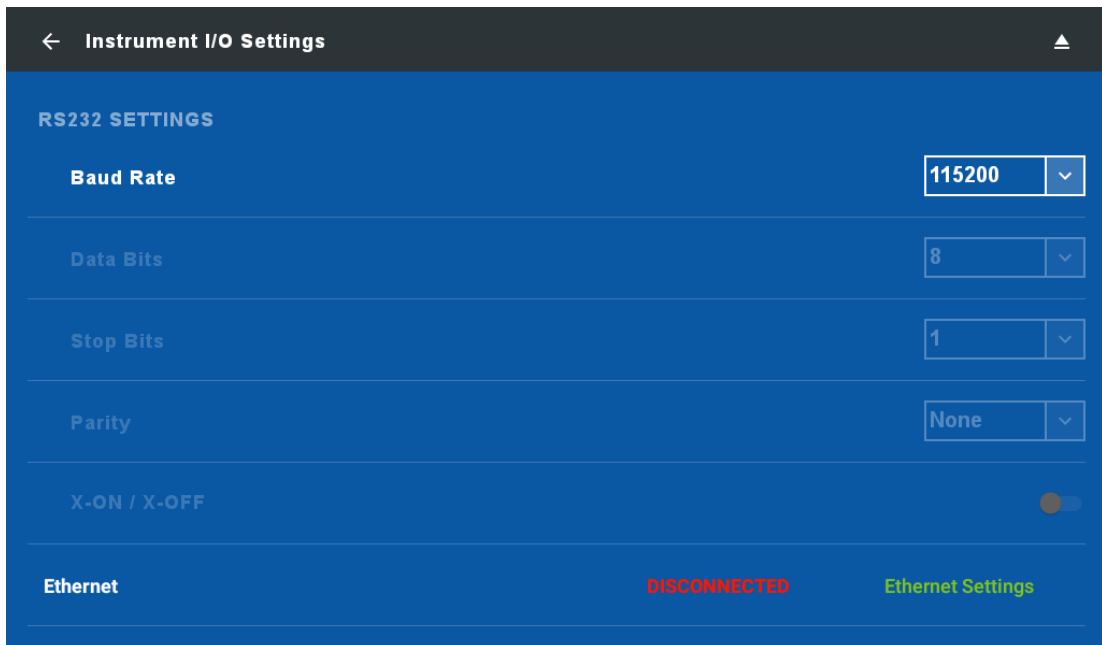 Instrument I/O Settings
RS232 SETTINGS
Baud Rate 115200
Data Bits 8
Stop Bits 1
Parity None
X-ON / X-OFF
Ethernet DISCONNECTED Ethernet Settings